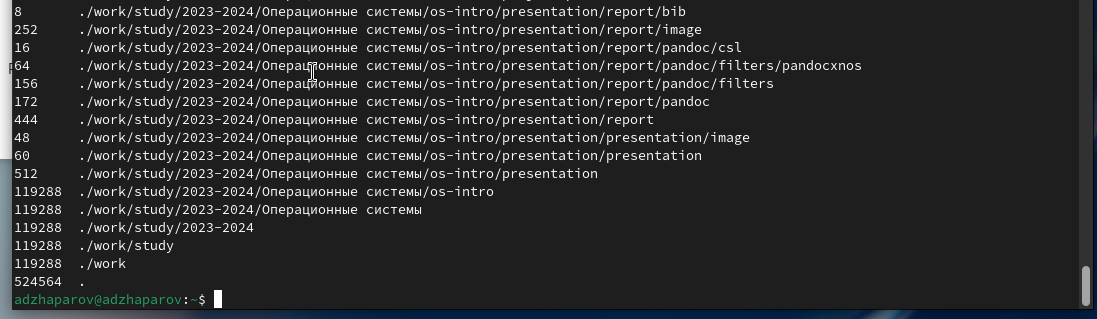 8 ./work/study/2023-2024/Операционные системы/os-intro/presentation/report/bib
252 ./work/study/2023-2024/Операционные системы/os-intro/presentation/report/image
16 ./work/study/2023-2024/Операционные системы/os-intro/presentation/report/pandoc/csl
64 ./work/study/2023-2024/Операционные системы/os-intro/presentation/report/pandoc/filters/pandocxnos
156 ./work/study/2023-2024/Операционные системы/os-intro/presentation/report/pandoc/filters
172 ./work/study/2023-2024/Операционные системы/os-intro/presentation/report/pandoc
444 ./work/study/2023-2024/Операционные системы/os-intro/presentation/report
48 ./work/study/2023-2024/Операционные системы/os-intro/presentation/presentation/image
60 ./work/study/2023-2024/Операционные системы/os-intro/presentation/presentation
512 ./work/study/2023-2024/Операционные системы/os-intro/presentation
119288 ./work/study/2023-2024/Операционные системы/os-intro
119288 ./work/study/2023-2024/Операционные системы
119288 ./work/study/2023-2024
119288 ./work/study
119288 ./work
524564 .
adzhaparov@adzhaparov:~$